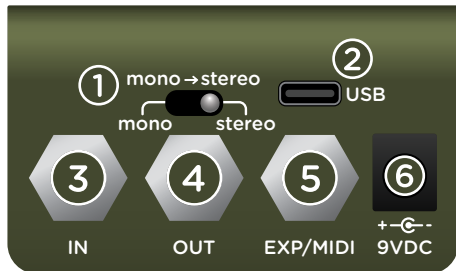 ① mono→stereo ②
USB
mono stereo
③ ④ ⑤ ⑥
IN OUT EXP/MIDI 9VDC
+ -